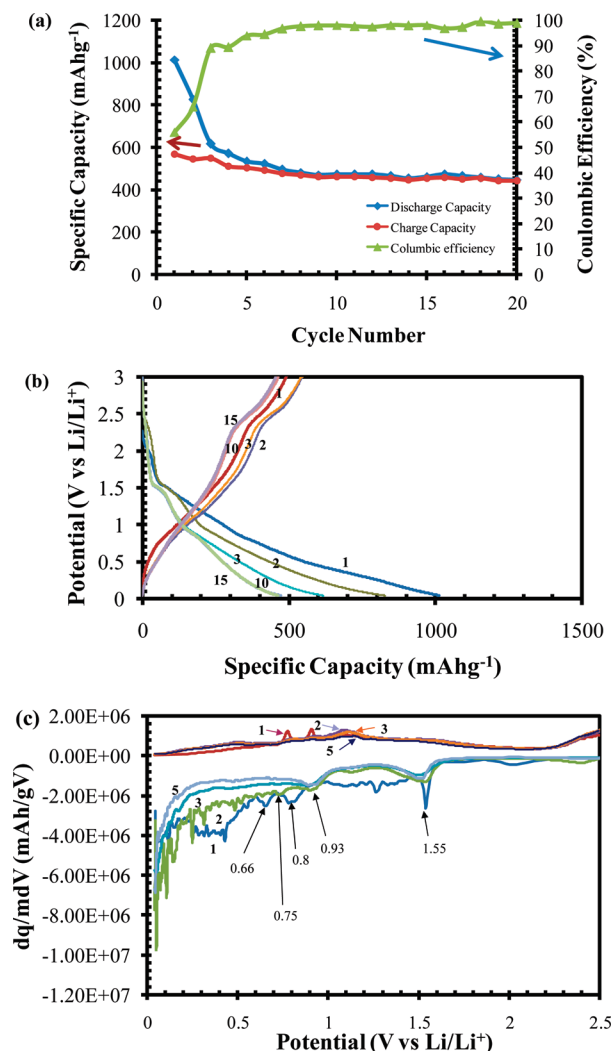 (a)
Specific Capacity (mAhg-1)
1200
1000
800
600
400
200
0
100
90
80
70
60
50
40
30
20
10
0
Coulombic Efficiency (%)
Discharge Capacity
Charge Capacity
Columbic efficiency
0 5 10 15 20
Cycle Number
(b)
Potential (V vs Li/Li+)
3
2.5
2
1.5
1
0.5
0
15
1
10
3
2
1
3
2
15
10
0 500 1000 1500
Specific Capacity (mAhg-1)
(c)
dq/mdV (mAh/gV)
2.00E+06
0.00E+00
-2.00E+06
-4.00E+06
-6.00E+06
-8.00E+06
-1.00E+07
-1.20E+07
1
2
3
5
5
3
2
1
0.66
0.75
0.8
0.93
1.55
0 0.5 1 1.5 2 2.5
Potential (V vs Li/Li+)